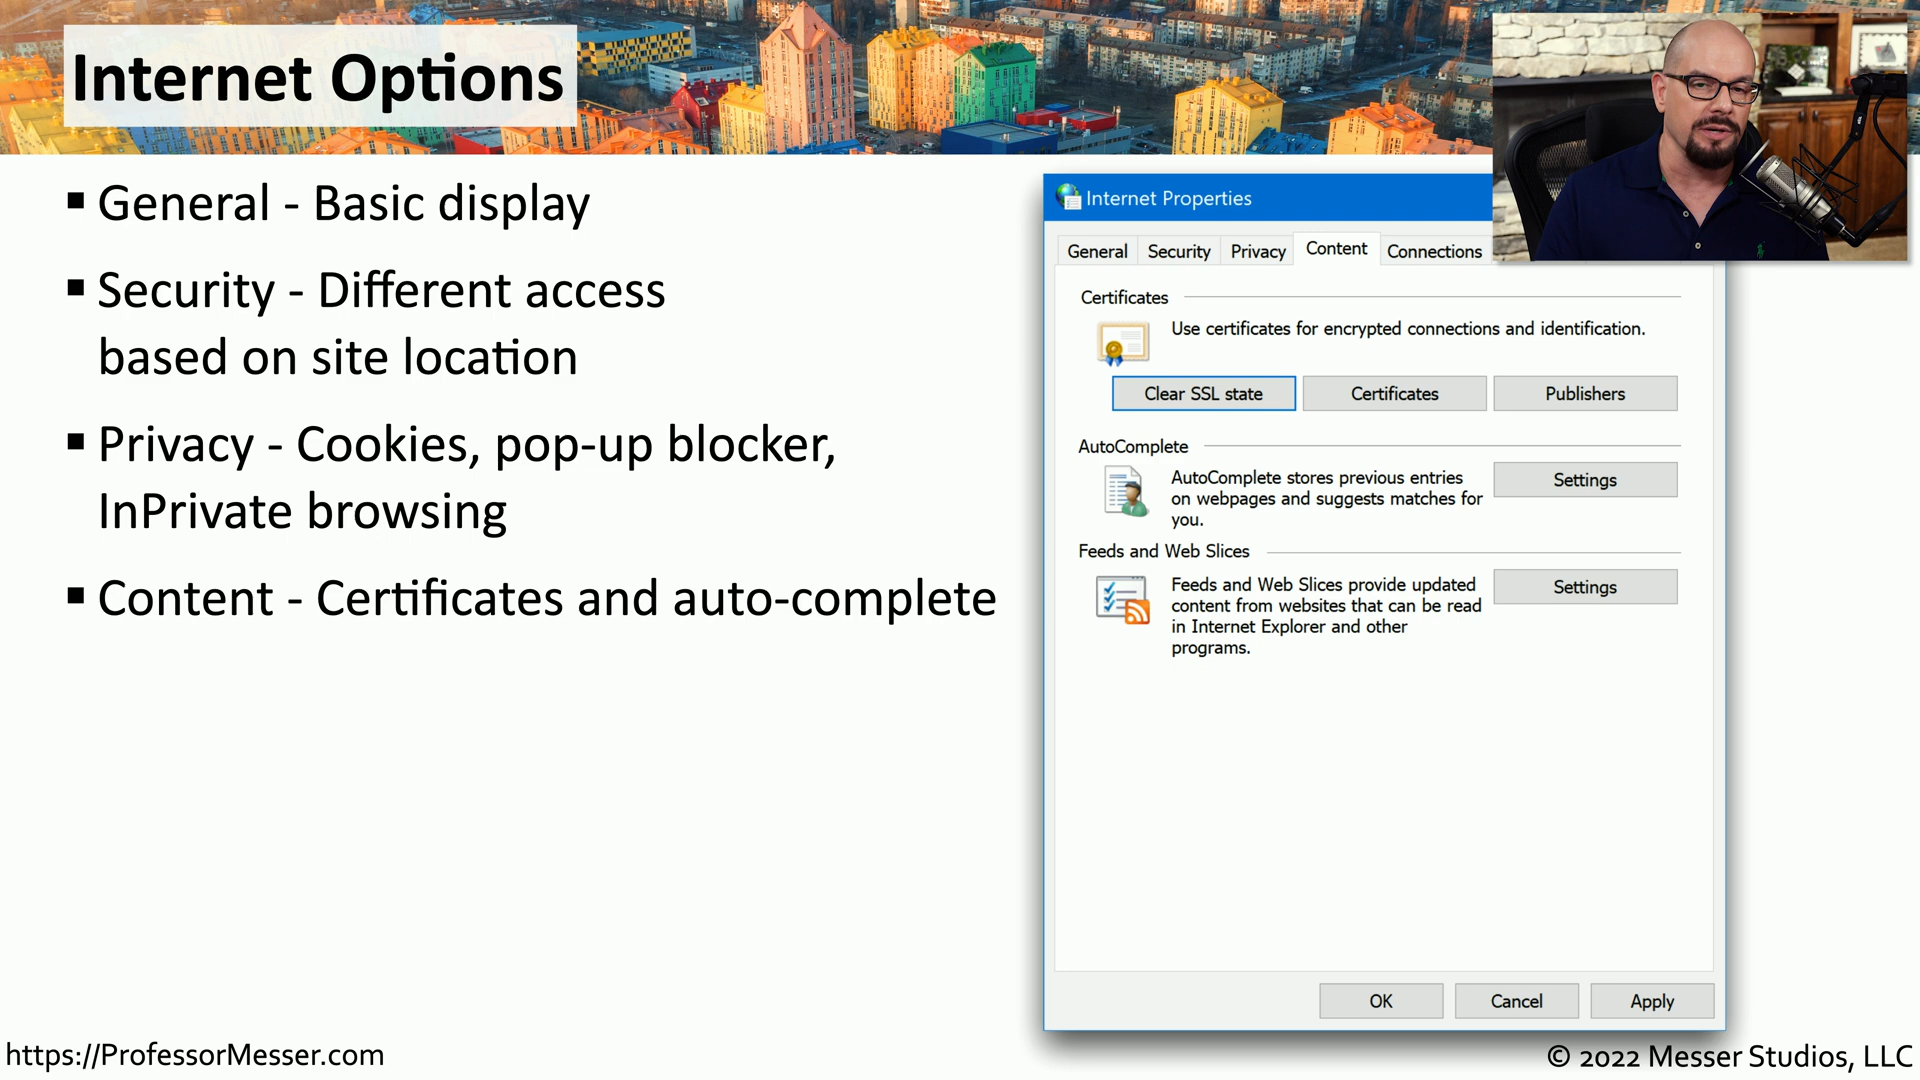 Internet Options
▪ General - Basic display
▪ Security - Different access
based on site location
▪ Privacy - Cookies, pop-up blocker,
InPrivate browsing
▪ Content - Certificates and auto-complete
Internet Properties
General Security Privacy Content Connections
Certificates
Use certificates for encrypted connections and identification.
Clear SSL state Certificates Publishers
AutoComplete
AutoComplete stores previous entries
on webpages and suggests matches for
you.
Settings
Feeds and Web Slices
Feeds and Web Slices provide updated
content from websites that can be read
in Internet Explorer and other
programs.
Settings
OK Cancel Apply
https://ProfessorMesser.com
© 2022 Messer Studios, LLC